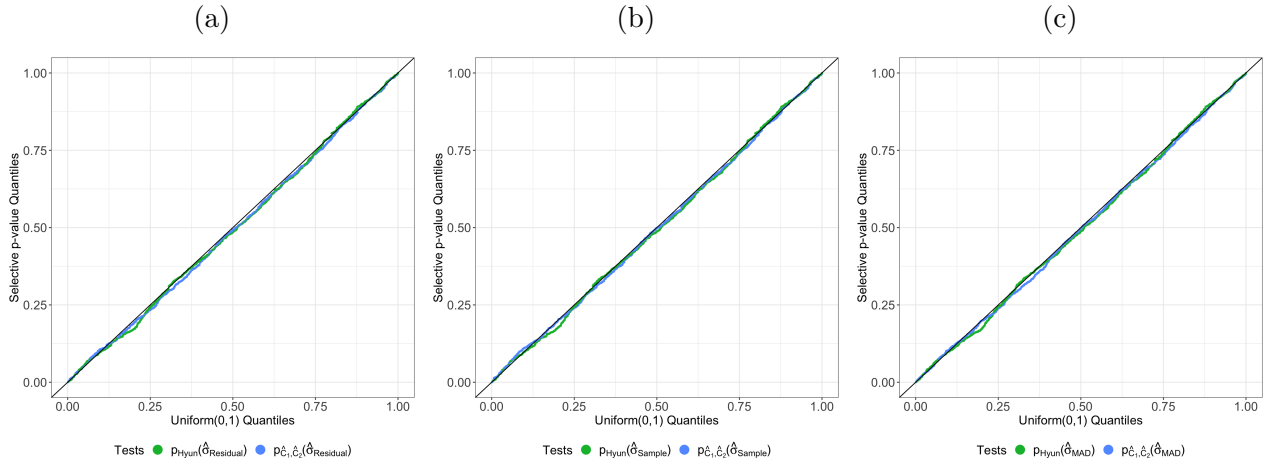 (a)
(b)
(c)
Selective p-value Quantiles
1.00
0.75
0.50
0.25
0.00
0.00 0.25 0.50 0.75 1.00
Uniform(0,1) Quantiles
Tests p_Hyun(σ̂_Residual) p_Ĉ₁,Ĉ₂(σ̂_Residual)
Selective p-value Quantiles
1.00
0.75
0.50
0.25
0.00
0.00 0.25 0.50 0.75 1.00
Uniform(0,1) Quantiles
Tests p_Hyun(σ̂_Sample) p_Ĉ₁,Ĉ₂(σ̂_Sample)
Selective p-value Quantiles
1.00
0.75
0.50
0.25
0.00
0.00 0.25 0.50 0.75 1.00
Uniform(0,1) Quantiles
Tests p_Hyun(σ̂_MAD) p_Ĉ₁,Ĉ₂(σ̂_MAD)